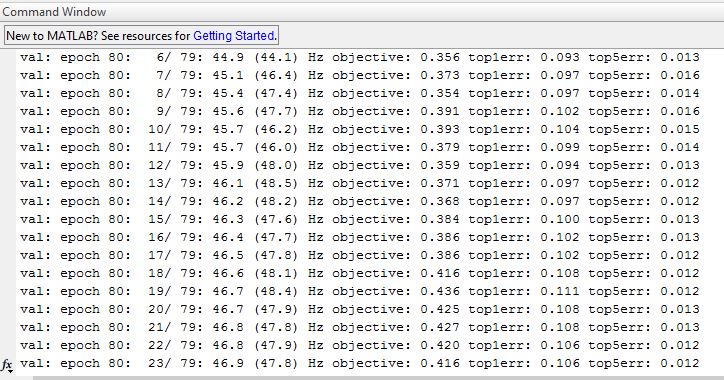 Command Window
New to MATLAB? See resources for Getting Started.
val: epoch 80:   6/ 79: 44.9 (44.1) Hz objective: 0.356 top1err: 0.093 top5err: 0.013
val: epoch 80:   7/ 79: 45.1 (46.4) Hz objective: 0.373 top1err: 0.097 top5err: 0.016
val: epoch 80:   8/ 79: 45.4 (47.4) Hz objective: 0.354 top1err: 0.097 top5err: 0.014
val: epoch 80:   9/ 79: 45.6 (47.7) Hz objective: 0.391 top1err: 0.102 top5err: 0.016
val: epoch 80:  10/ 79: 45.7 (46.2) Hz objective: 0.393 top1err: 0.104 top5err: 0.015
val: epoch 80:  11/ 79: 45.7 (46.0) Hz objective: 0.379 top1err: 0.099 top5err: 0.014
val: epoch 80:  12/ 79: 45.9 (48.0) Hz objective: 0.359 top1err: 0.094 top5err: 0.013
val: epoch 80:  13/ 79: 46.1 (48.5) Hz objective: 0.371 top1err: 0.097 top5err: 0.012
val: epoch 80:  14/ 79: 46.2 (48.2) Hz objective: 0.368 top1err: 0.097 top5err: 0.012
val: epoch 80:  15/ 79: 46.3 (47.6) Hz objective: 0.384 top1err: 0.100 top5err: 0.013
val: epoch 80:  16/ 79: 46.4 (47.7) Hz objective: 0.386 top1err: 0.102 top5err: 0.013
val: epoch 80:  17/ 79: 46.5 (47.8) Hz objective: 0.386 top1err: 0.102 top5err: 0.012
val: epoch 80:  18/ 79: 46.6 (48.1) Hz objective: 0.416 top1err: 0.108 top5err: 0.012
val: epoch 80:  19/ 79: 46.7 (48.4) Hz objective: 0.436 top1err: 0.111 top5err: 0.012
val: epoch 80:  20/ 79: 46.7 (47.9) Hz objective: 0.425 top1err: 0.108 top5err: 0.013
val: epoch 80:  21/ 79: 46.8 (47.8) Hz objective: 0.427 top1err: 0.108 top5err: 0.013
val: epoch 80:  22/ 79: 46.8 (47.9) Hz objective: 0.420 top1err: 0.106 top5err: 0.012
fx val: epoch 80:  23/ 79: 46.9 (47.8) Hz objective: 0.416 top1err: 0.106 top5err: 0.012